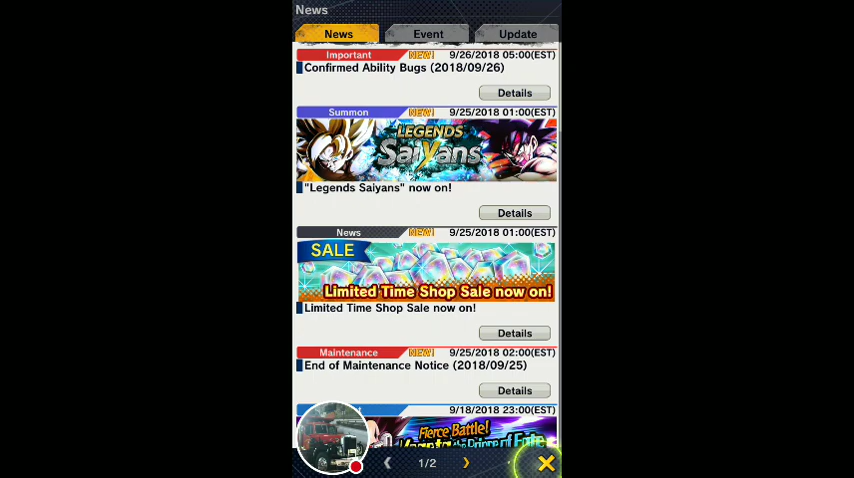 News
News
Event
Update
Important
NEW!
9/26/2018 05:00(EST)
Confirmed Ability Bugs (2018/09/26)
Details
Summon
NEW!
9/25/2018 01:00(EST)
LEGENDS
Saiyans
"Legends Saiyans" now on!
Details
News
NEW!
9/25/2018 01:00(EST)
SALE
Limited Time Shop Sale now on!
Limited Time Shop Sale now on!
Details
Maintenance
NEW!
9/25/2018 02:00(EST)
End of Maintenance Notice (2018/09/25)
Details
9/18/2018 23:00(EST)
Fierce Battle!
1/2